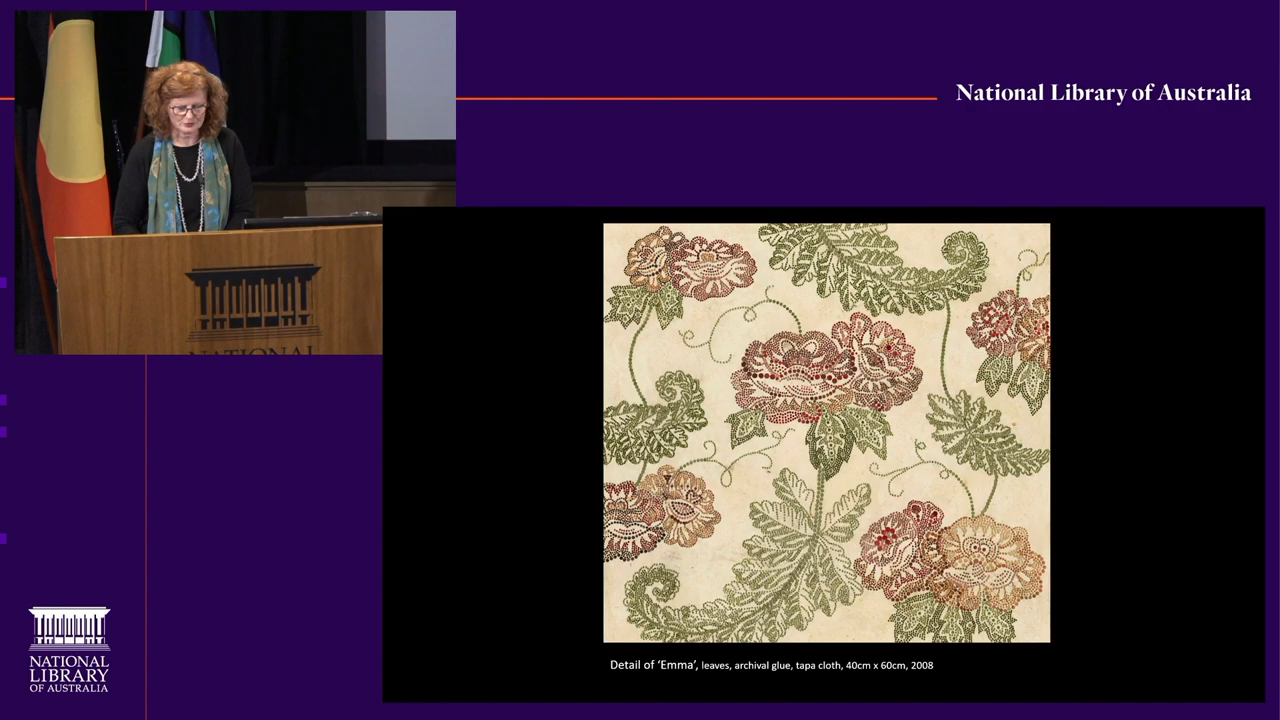 National Library of Australia
NATIONAL
NATIONAL
LIBRARY
OF AUSTRALIA
Detail of ‘Emma’, leaves, archival glue, tapa cloth, 40cm x 60cm, 2008